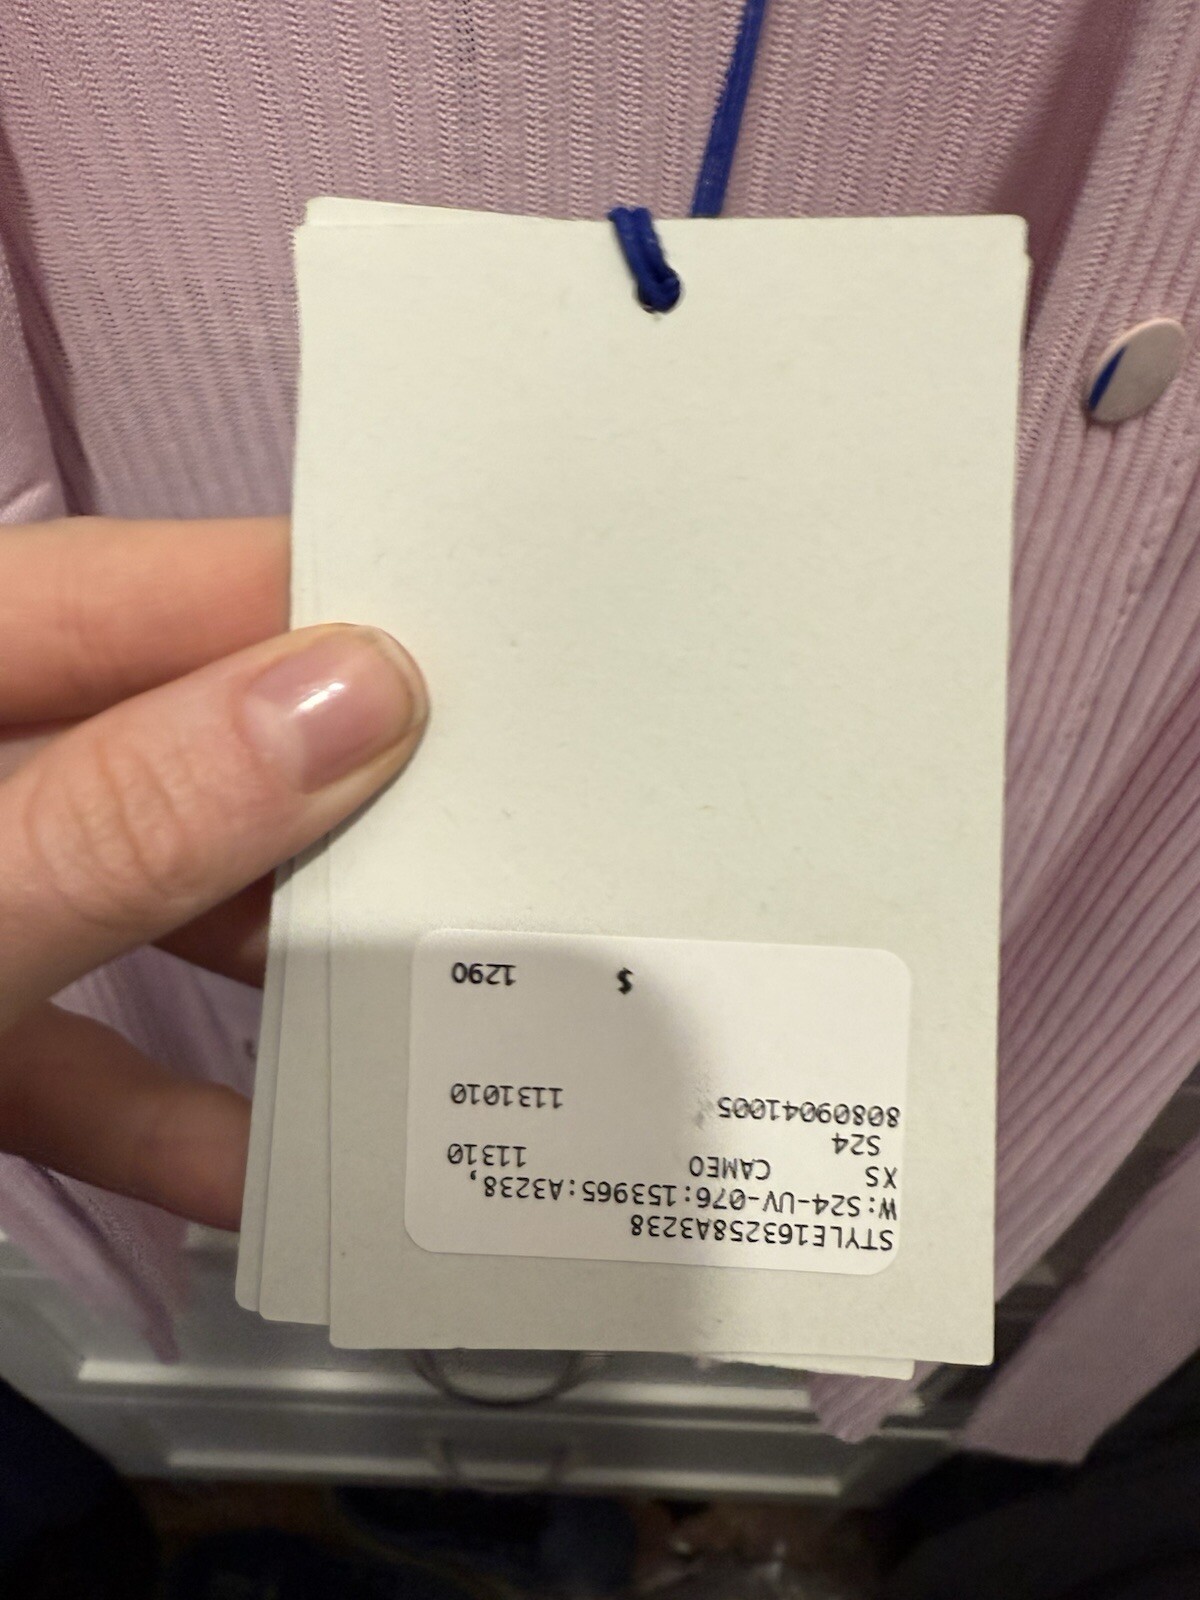 STYLE163258A3238
W:S24-UV-076:153965:A3238,
XS CAMEO 11310
S24
80809041005 1131010
$ 1290